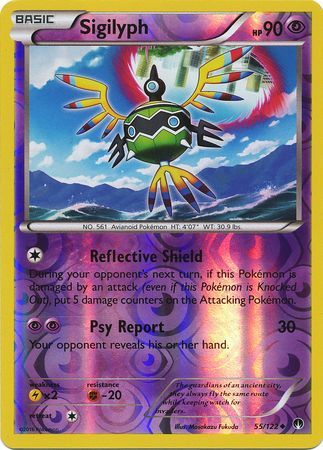 BASIC
Sigilyph HP90
NO. 561 Avianoid Pokémon HT: 4'07" WT: 30.9 lbs.
Reflective Shield
During your opponent's next turn, if this Pokémon is
damaged by an attack (even if this Pokémon is Knocked
Out), put 5 damage counters on the Attacking Pokémon.
Psy Report 30
Your opponent reveals his or her hand.
weakness resistance
×2 -20
retreat
The guardians of an ancient city,
they always fly the same route
while keeping watch for
invaders.
Illus. Masakazu Fukuda 55/122